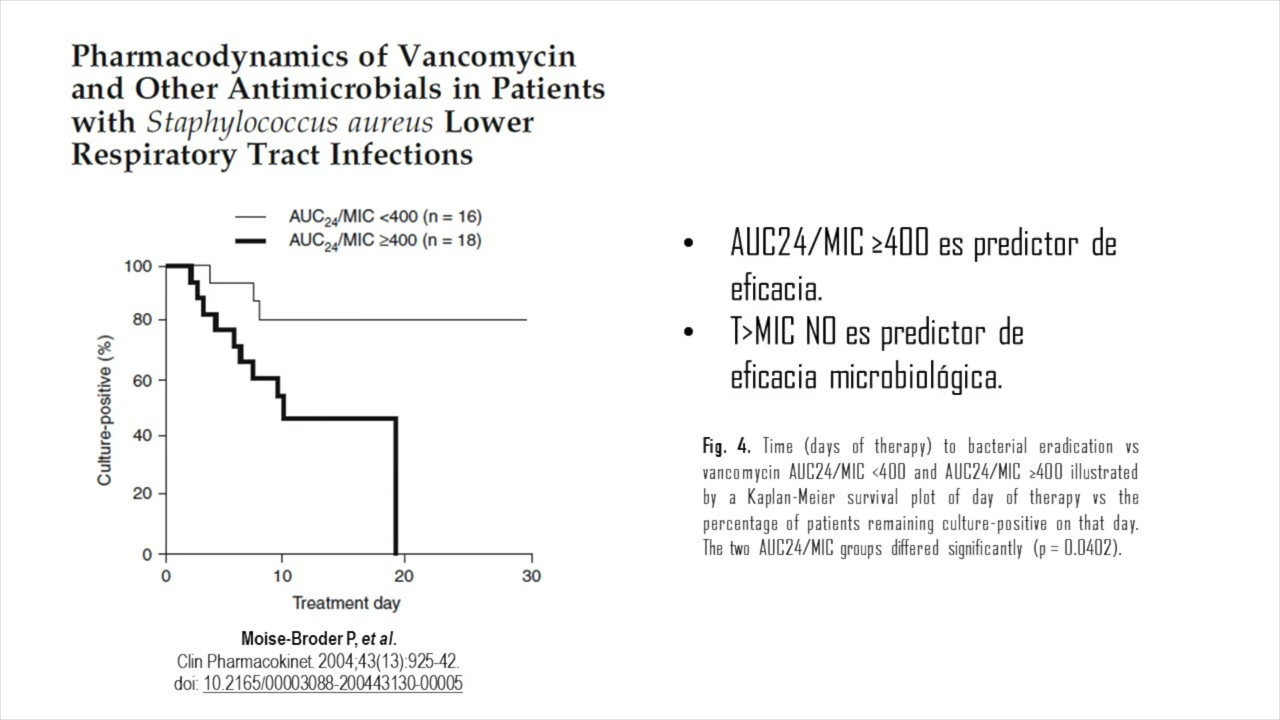 Pharmacodynamics of Vancomycin
and Other Antimicrobials in Patients
with Staphylococcus aureus Lower
Respiratory Tract Infections
AUC24/MIC <400 (n = 16)
AUC24/MIC ≥400 (n = 18)
100
80
60
40
20
0
Culture-positive (%)
0 10 20 30
Treatment day
Moise-Broder P, et al.
Clin Pharmacokinet. 2004;43(13):925-42.
doi: 10.2165/00003088-200443130-00005
• AUC24/MIC ≥400 es predictor de
eficacia.
• T>MIC NO es predictor de
eficacia microbiológica.
Fig. 4. Time (days of therapy) to bacterial eradication vs
vancomycin AUC24/MIC <400 and AUC24/MIC ≥400 illustrated
by a Kaplan-Meier survival plot of day of therapy vs the
percentage of patients remaining culture-positive on that day.
The two AUC24/MIC groups differed significantly (p = 0.0402).